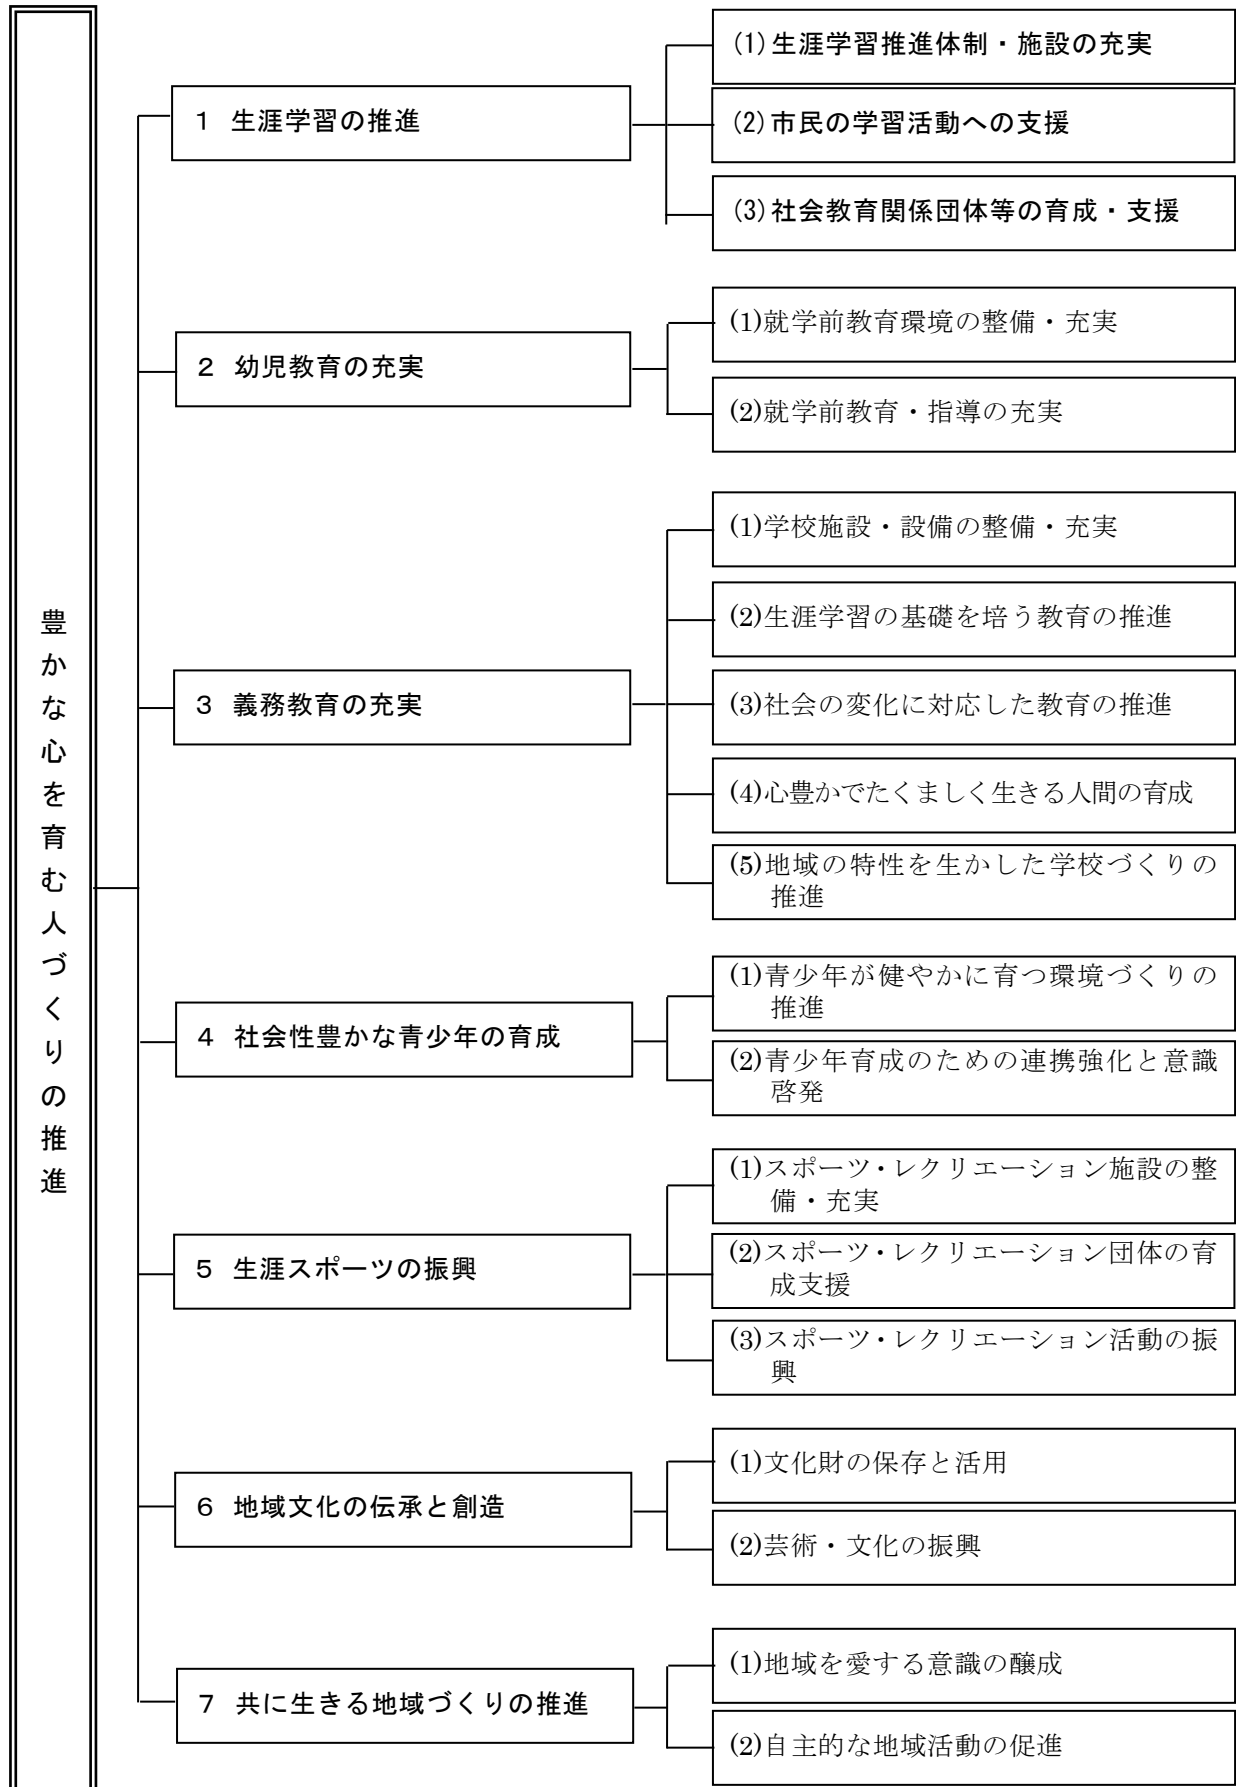 豊かな心を育む人づくりの推進
1 生涯学習の推進
(1)生涯学習推進体制・施設の充実
(2)市民の学習活動への支援
(3)社会教育関係団体等の育成・支援
2 幼児教育の充実
(1)就学前教育環境の整備・充実
(2)就学前教育・指導の充実
3 義務教育の充実
(1)学校施設・設備の整備・充実
(2)生涯学習の基礎を培う教育の推進
(3)社会の変化に対応した教育の推進
(4)心豊かでたくましく生きる人間の育成
(5)地域の特性を生かした学校づくりの
推進
4 社会性豊かな青少年の育成
(1)青少年が健やかに育つ環境づくりの
推進
(2)青少年育成のための連携強化と意識
啓発
5 生涯スポーツの振興
(1)スポーツ・レクリエーション施設の整
備・充実
(2)スポーツ・レクリエーション団体の育
成支援
(3)スポーツ・レクリエーション活動の振
興
6 地域文化の伝承と創造
(1)文化財の保存と活用
(2)芸術・文化の振興
7 共に生きる地域づくりの推進
(1)地域を愛する意識の醸成
(2)自主的な地域活動の促進